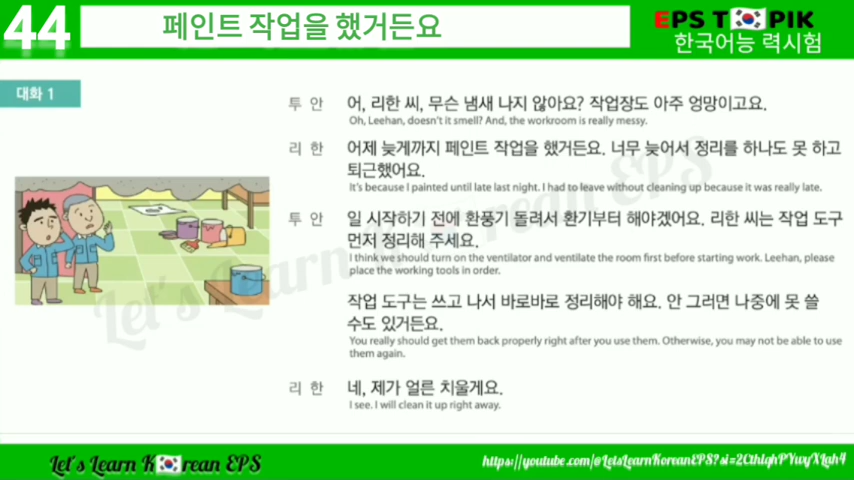 44
페인트 작업을 했거든요
EPS TOPIK
한국어능 력시험
대화 1
투 안 어, 리한 씨, 무슨 냄새 나지 않아요? 작업장도 아주 엉망이고요.
Oh, Leehan, doesn't it smell? And, the workroom is really messy.
리 한 어제 늦게까지 페인트 작업을 했거든요. 너무 늦어서 정리를 하나도 못 하고
퇴근했어요.
It's because I painted until late last night. I had to leave without cleaning up because it was really late.
투 안 일 시작하기 전에 환풍기 돌려서 환기부터 해야겠어요. 리한 씨는 작업 도구
먼저 정리해 주세요.
I think we should turn on the ventilator and ventilate the room first before starting work. Leehan, please
place the working tools in order.
작업 도구는 쓰고 나서 바로바로 정리해야 해요. 안 그러면 나중에 못 쓸
수도 있거든요.
You really should get them back properly right after you use them. Otherwise, you may not be able to use
them again.
리 한 네, 제가 얼른 치울게요.
I see. I will clean it up right away.
Let's Learn Korean EPS
Let's Learn Korean EPS
https://youtube.com/@LetsLearnKoreanEPS?si=2CthlqhPYwyXLah4